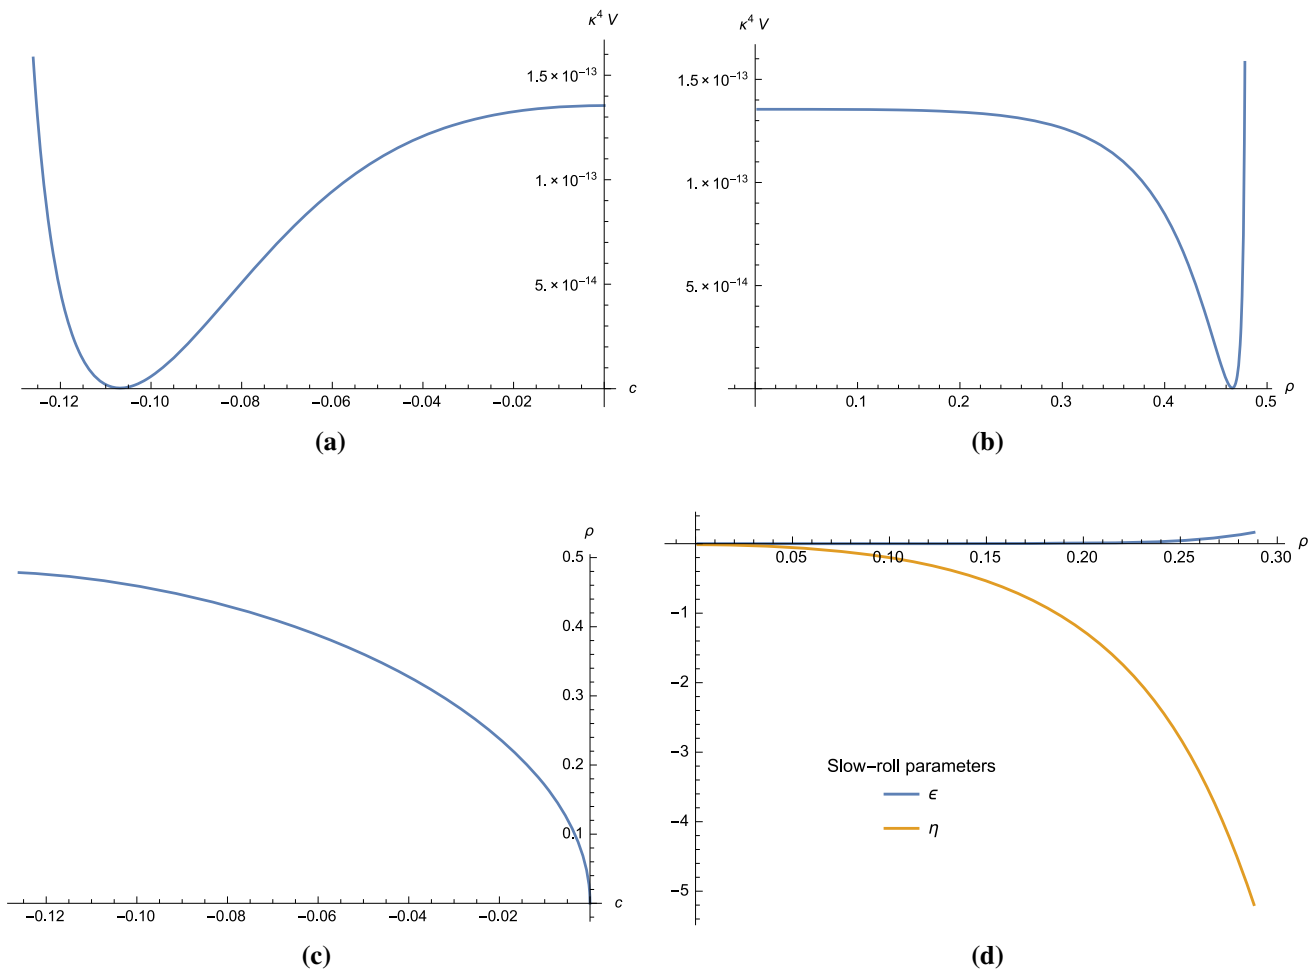 κ⁴ V
1.5 × 10⁻¹³
1. × 10⁻¹³
5. × 10⁻¹⁴
−0.12 −0.10 −0.08 −0.06 −0.04 −0.02 c
(a)
κ⁴ V
1.5 × 10⁻¹³
1. × 10⁻¹³
5. × 10⁻¹⁴
0.1 0.2 0.3 0.4 0.5 ρ
(b)
ρ
0.5
0.4
0.3
0.2
0.1
−0.12 −0.10 −0.08 −0.06 −0.04 −0.02 c
(c)
0.05 0.10 0.15 0.20 0.25 0.30 ρ
−1
−2
−3
−4
−5
Slow−roll parameters
ϵ
η
(d)